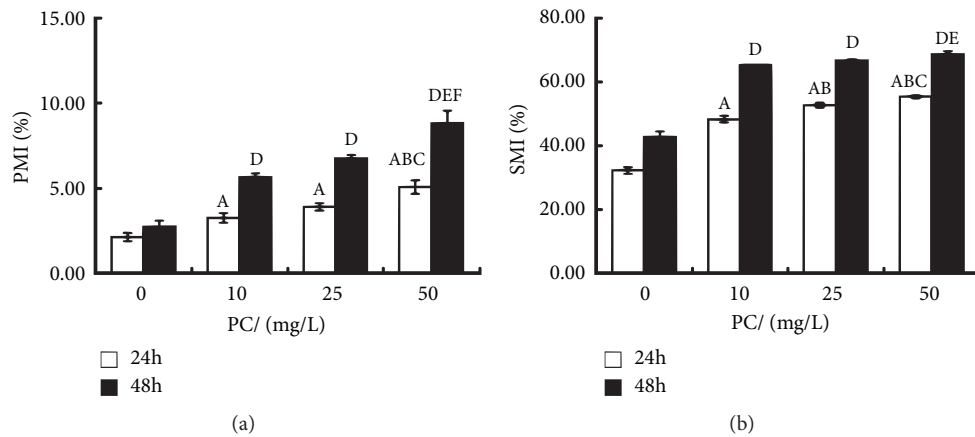 15.00
10.00
5.00
0.00
PMI (%)
A
D
A
D
ABC
DEF
0 10 25 50
PC/ (mg/L)
24h
48h
(a)
80.00
60.00
40.00
20.00
0.00
SMI (%)
A
D
AB
D
ABC
DE
0 10 25 50
PC/ (mg/L)
24h
48h
(b)